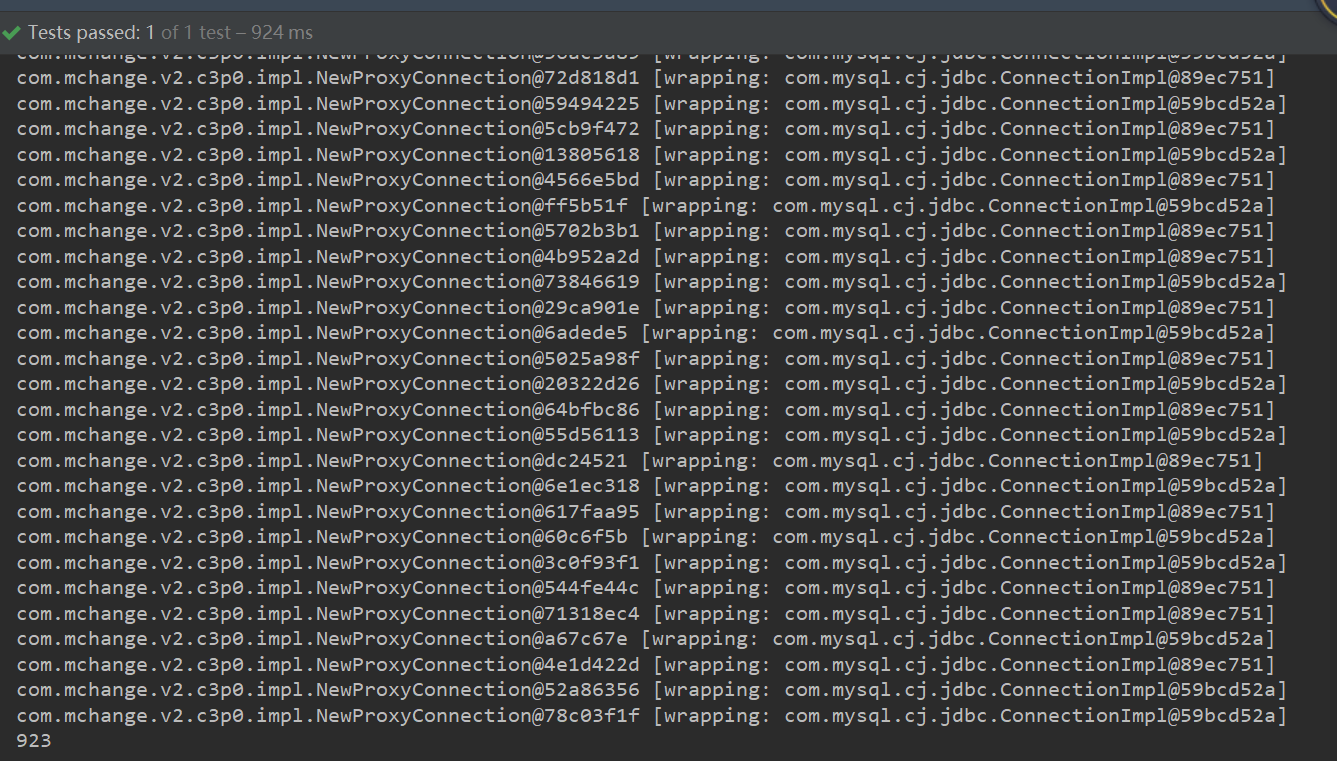 Tests passed: 1 of 1 test – 924 ms
com.mchange.v2.c3p0.impl.NewProxyConnection@72d818d1 [wrapping: com.mysql.cj.jdbc.ConnectionImpl@89ec751]
com.mchange.v2.c3p0.impl.NewProxyConnection@59494225 [wrapping: com.mysql.cj.jdbc.ConnectionImpl@59bcd52a]
com.mchange.v2.c3p0.impl.NewProxyConnection@5cb9f472 [wrapping: com.mysql.cj.jdbc.ConnectionImpl@89ec751]
com.mchange.v2.c3p0.impl.NewProxyConnection@13805618 [wrapping: com.mysql.cj.jdbc.ConnectionImpl@59bcd52a]
com.mchange.v2.c3p0.impl.NewProxyConnection@4566e5bd [wrapping: com.mysql.cj.jdbc.ConnectionImpl@89ec751]
com.mchange.v2.c3p0.impl.NewProxyConnection@ff5b51f [wrapping: com.mysql.cj.jdbc.ConnectionImpl@59bcd52a]
com.mchange.v2.c3p0.impl.NewProxyConnection@5702b3b1 [wrapping: com.mysql.cj.jdbc.ConnectionImpl@89ec751]
com.mchange.v2.c3p0.impl.NewProxyConnection@4b952a2d [wrapping: com.mysql.cj.jdbc.ConnectionImpl@89ec751]
com.mchange.v2.c3p0.impl.NewProxyConnection@73846619 [wrapping: com.mysql.cj.jdbc.ConnectionImpl@59bcd52a]
com.mchange.v2.c3p0.impl.NewProxyConnection@29ca901e [wrapping: com.mysql.cj.jdbc.ConnectionImpl@89ec751]
com.mchange.v2.c3p0.impl.NewProxyConnection@6adede5 [wrapping: com.mysql.cj.jdbc.ConnectionImpl@59bcd52a]
com.mchange.v2.c3p0.impl.NewProxyConnection@5025a98f [wrapping: com.mysql.cj.jdbc.ConnectionImpl@89ec751]
com.mchange.v2.c3p0.impl.NewProxyConnection@20322d26 [wrapping: com.mysql.cj.jdbc.ConnectionImpl@59bcd52a]
com.mchange.v2.c3p0.impl.NewProxyConnection@64bfbc86 [wrapping: com.mysql.cj.jdbc.ConnectionImpl@89ec751]
com.mchange.v2.c3p0.impl.NewProxyConnection@55d56113 [wrapping: com.mysql.cj.jdbc.ConnectionImpl@59bcd52a]
com.mchange.v2.c3p0.impl.NewProxyConnection@dc24521 [wrapping: com.mysql.cj.jdbc.ConnectionImpl@89ec751]
com.mchange.v2.c3p0.impl.NewProxyConnection@6e1ec318 [wrapping: com.mysql.cj.jdbc.ConnectionImpl@59bcd52a]
com.mchange.v2.c3p0.impl.NewProxyConnection@617faa95 [wrapping: com.mysql.cj.jdbc.ConnectionImpl@89ec751]
com.mchange.v2.c3p0.impl.NewProxyConnection@60c6f5b [wrapping: com.mysql.cj.jdbc.ConnectionImpl@59bcd52a]
com.mchange.v2.c3p0.impl.NewProxyConnection@3c0f93f1 [wrapping: com.mysql.cj.jdbc.ConnectionImpl@59bcd52a]
com.mchange.v2.c3p0.impl.NewProxyConnection@544fe44c [wrapping: com.mysql.cj.jdbc.ConnectionImpl@89ec751]
com.mchange.v2.c3p0.impl.NewProxyConnection@71318ec4 [wrapping: com.mysql.cj.jdbc.ConnectionImpl@89ec751]
com.mchange.v2.c3p0.impl.NewProxyConnection@a67c67e [wrapping: com.mysql.cj.jdbc.ConnectionImpl@59bcd52a]
com.mchange.v2.c3p0.impl.NewProxyConnection@4e1d422d [wrapping: com.mysql.cj.jdbc.ConnectionImpl@89ec751]
com.mchange.v2.c3p0.impl.NewProxyConnection@52a86356 [wrapping: com.mysql.cj.jdbc.ConnectionImpl@59bcd52a]
com.mchange.v2.c3p0.impl.NewProxyConnection@78c03f1f [wrapping: com.mysql.cj.jdbc.ConnectionImpl@59bcd52a]
923